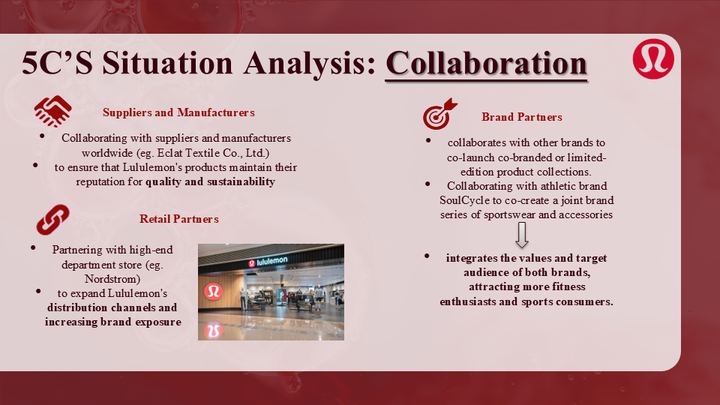 5C'S Situation Analysis: Collaboration
Suppliers and Manufacturers
• Collaborating with suppliers and manufacturers
worldwide (eg. Eclat Textile Co., Ltd.)
• to ensure that Lululemon's products maintain their
reputation for quality and sustainability
Retail Partners
• Partnering with high-end
department store (eg.
Nordstrom)
• to expand Lululemon's
distribution channels and
increasing brand exposure
lululemon
Brand Partners
• collaborates with other brands to
co-launch co-branded or limited-
edition product collections.
• Collaborating with athletic brand
SoulCycle to co-create a joint brand
series of sportswear and accessories
• integrates the values and target
audience of both brands,
attracting more fitness
enthusiasts and sports consumers.